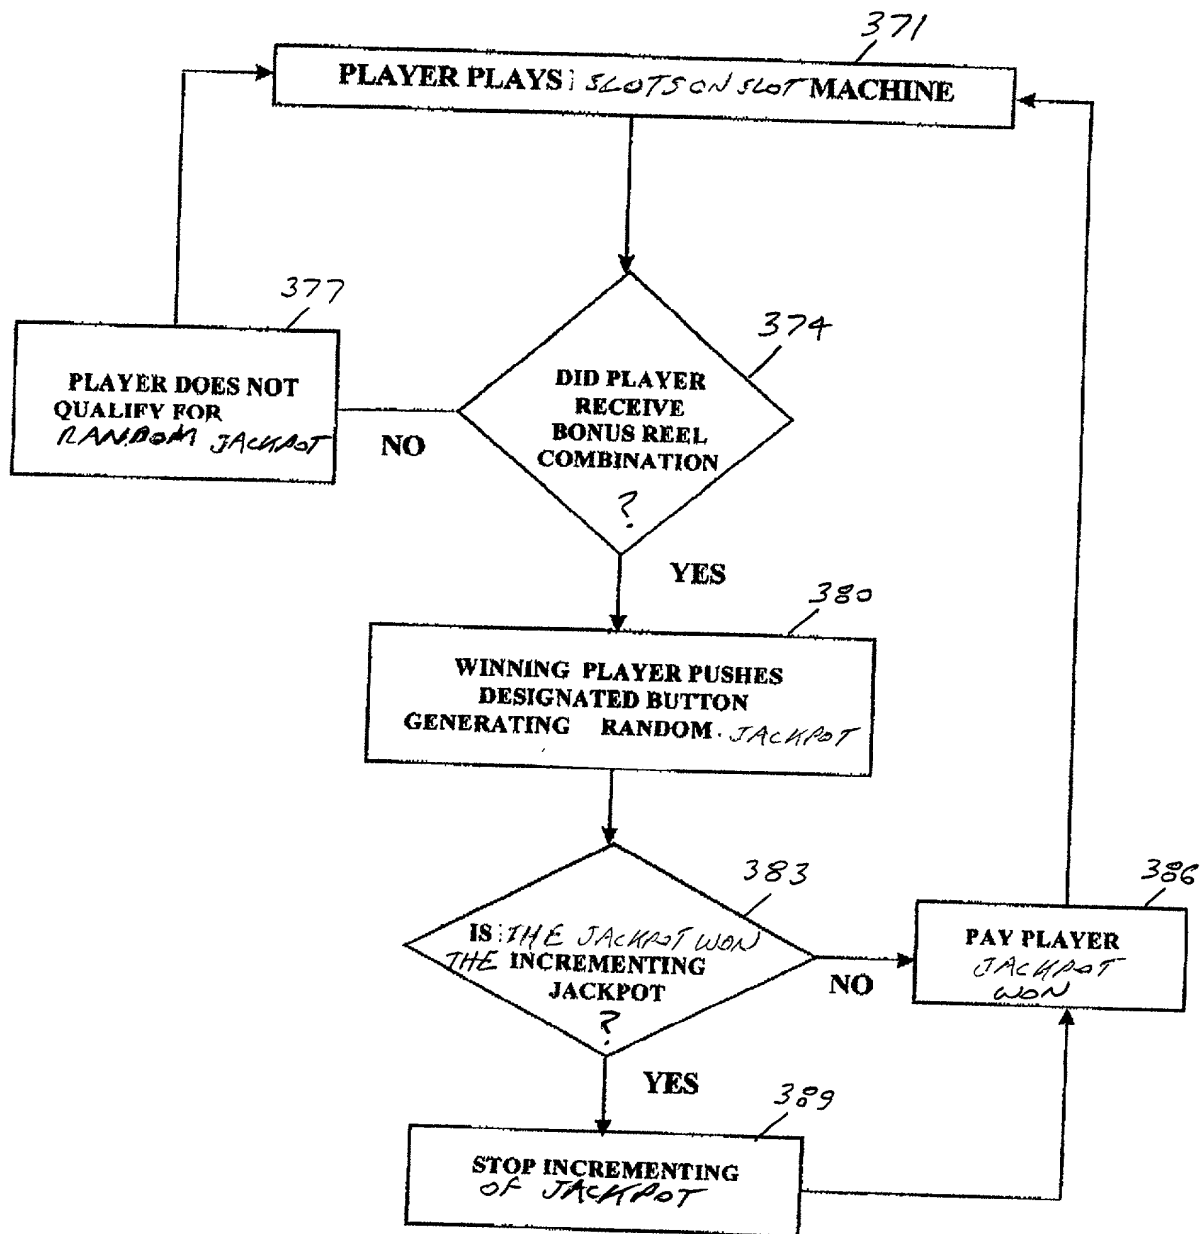 371
PLAYER PLAYS SLOTS ON SLOT MACHINE
377
PLAYER DOES NOT
QUALIFY FOR
RANDOM JACKPOT
NO
374
DID PLAYER
RECEIVE
BONUS REEL
COMBINATION
?
YES
380
WINNING PLAYER PUSHES
DESIGNATED BUTTON
GENERATING RANDOM JACKPOT
383
IS THE JACKPOT WON
THE INCREMENTING
JACKPOT
?
NO
386
PAY PLAYER
JACKPOT
WON
YES
389
STOP INCREMENTING
OF JACKPOT